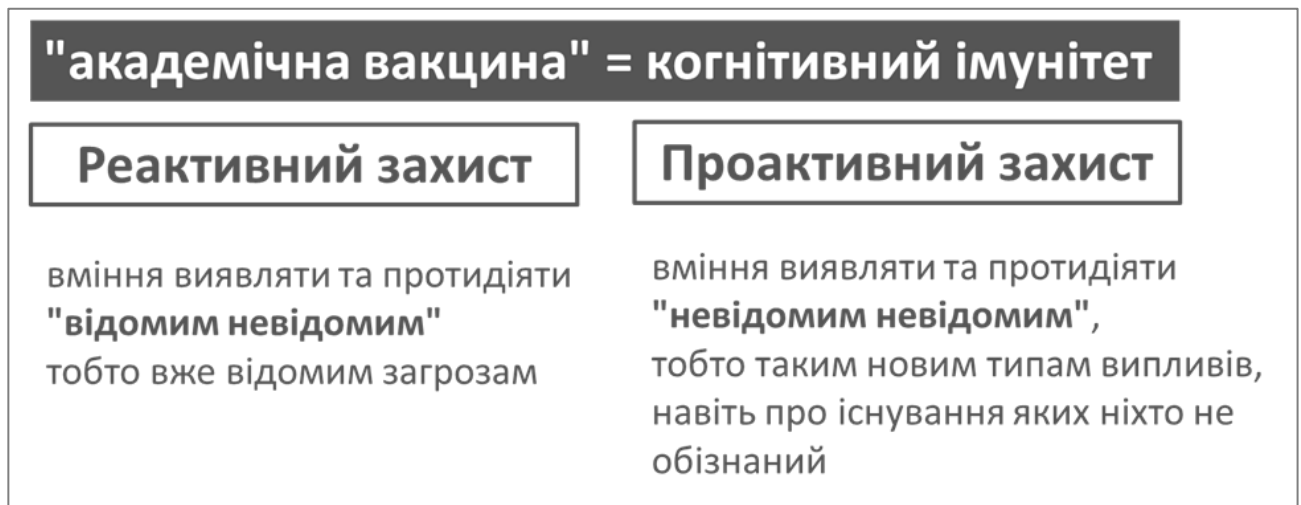 "академічна вакцина" = когнітивний імунітет
Реактивний захист
вміння виявляти та протидіяти
"відомим невідомим"
тобто вже відомим загрозам
Проактивний захист
вміння виявляти та протидіяти
"невідомим невідомим",
тобто таким новим типам випливів,
навіть про існування яких ніхто не
обізнаний